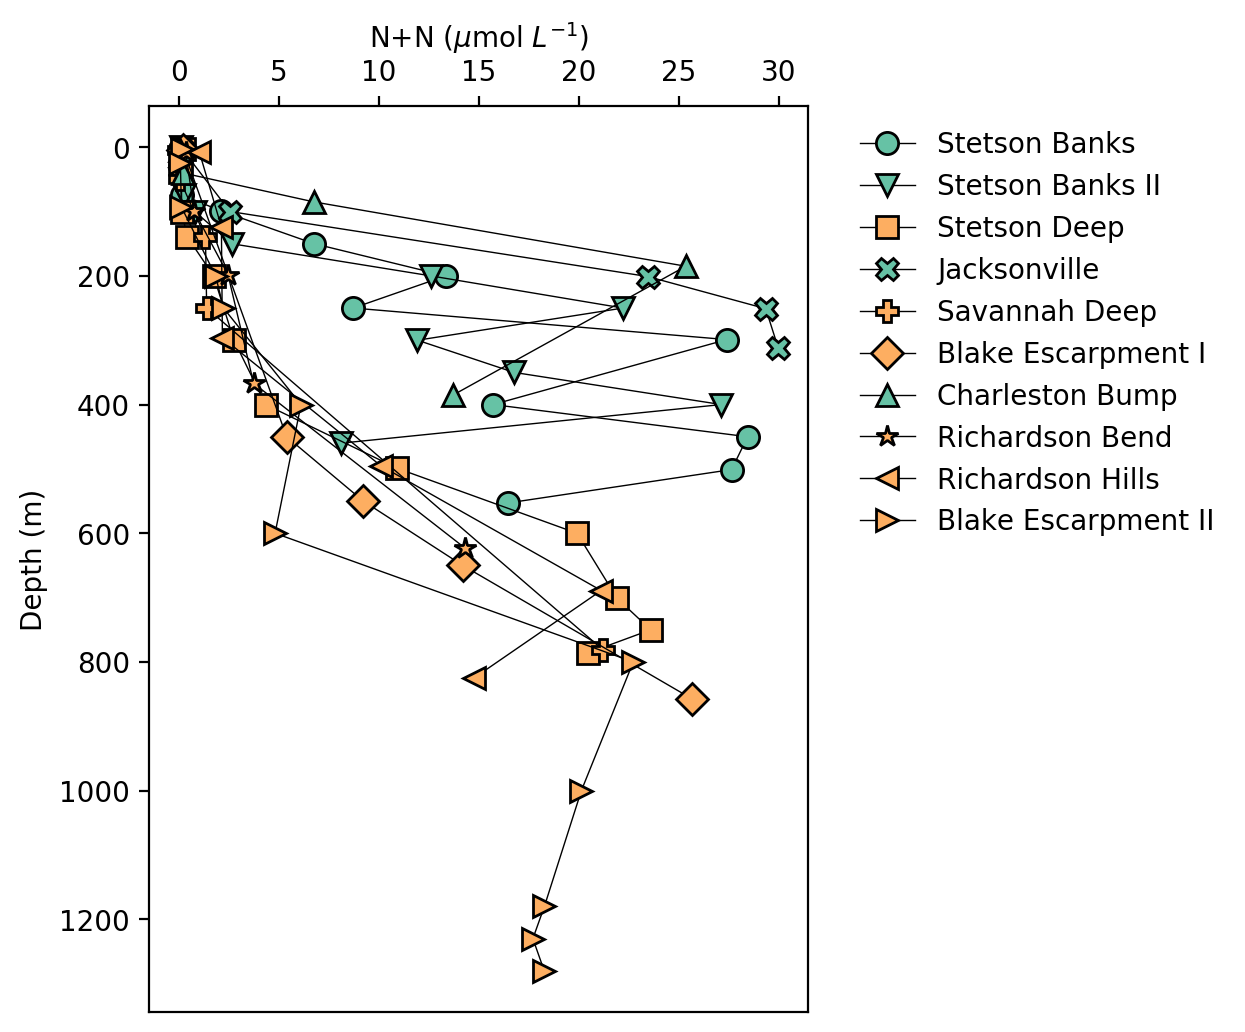 N+N (μmol L⁻¹)
0 5 10 15 20 25 30
Depth (m)
0
200
400
600
800
1000
1200
Stetson Banks
Stetson Banks II
Stetson Deep
Jacksonville
Savannah Deep
Blake Escarpment I
Charleston Bump
Richardson Bend
Richardson Hills
Blake Escarpment II